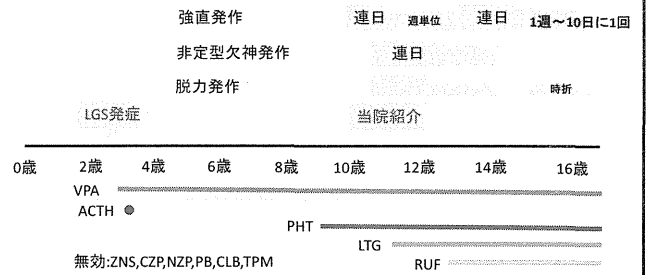 強直発作 連日 週単位 連日 1週～10日に1回
非定型欠神発作 連日
脱力発作 時折
LGS発症 当院紹介
0歳 2歳 4歳 6歳 8歳 10歳 12歳 14歳 16歳
VPA
ACTH
PHT
LTG
無効:ZNS,CZP,NZP,PB,CLB,TPM RUF